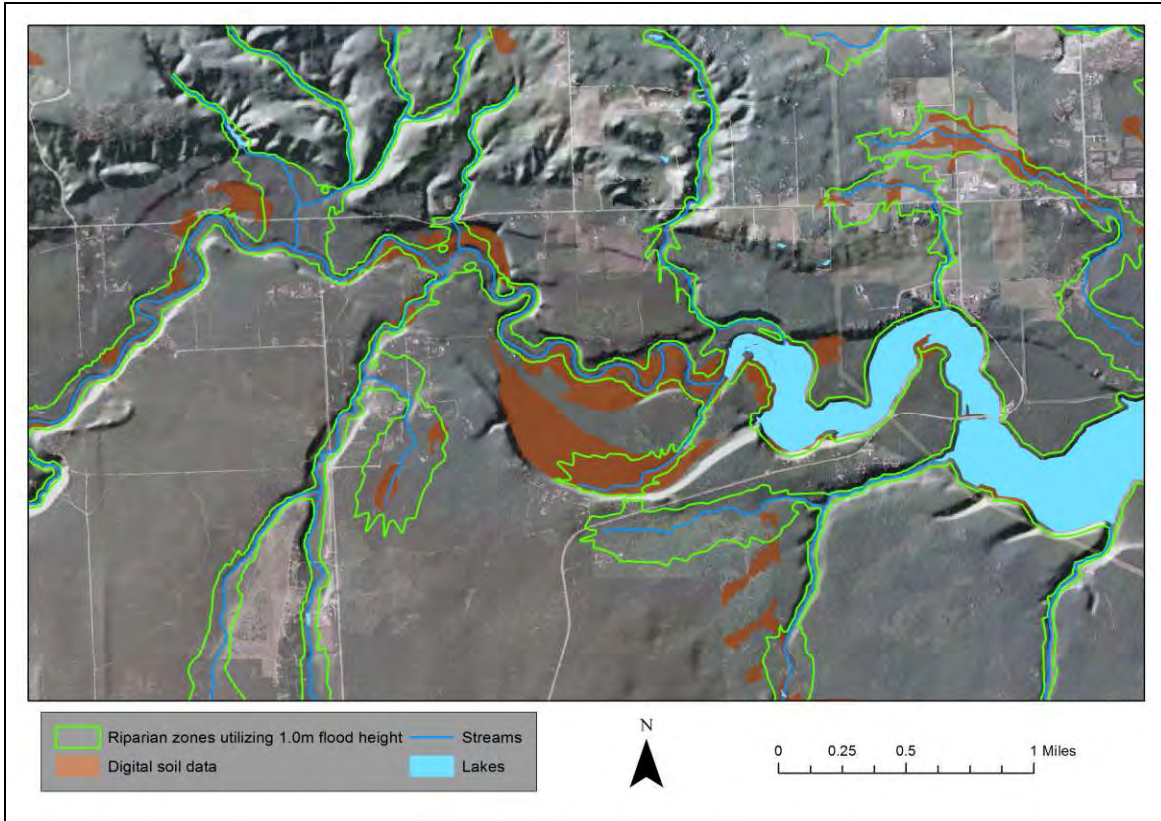 Riparian zones utilizing 1.0m flood height
Streams
Digital soil data
Lakes
N
0 0.25 0.5 1 Miles